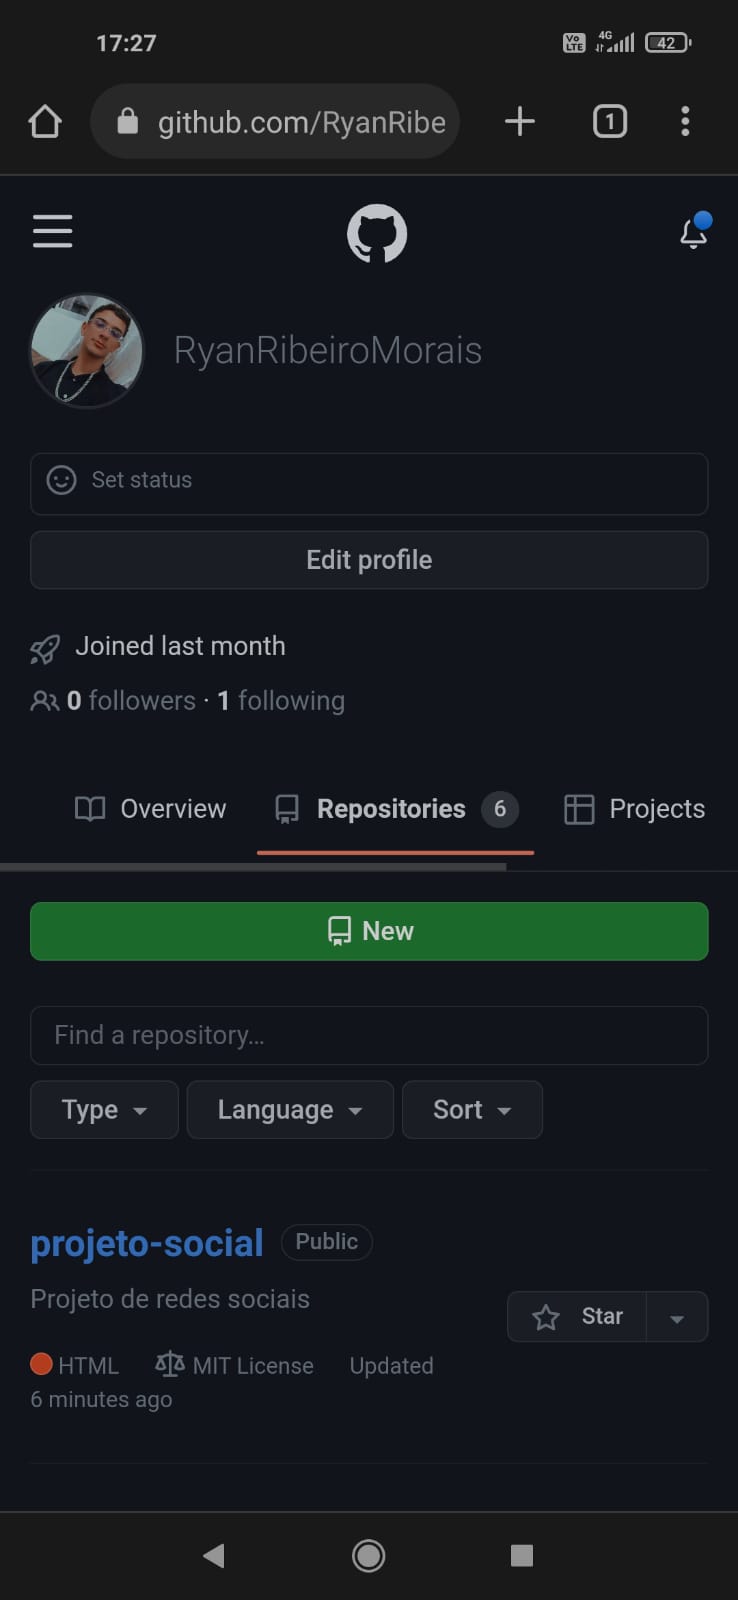 17:27
Vo LTE 4G 42
github.com/RyanRibe
1
RyanRibeiroMorais
Set status
Edit profile
Joined last month
0 followers · 1 following
Overview Repositories 6 Projects
New
Find a repository...
Type Language Sort
projeto-social Public
Projeto de redes sociais
Star
HTML MIT License Updated
6 minutes ago